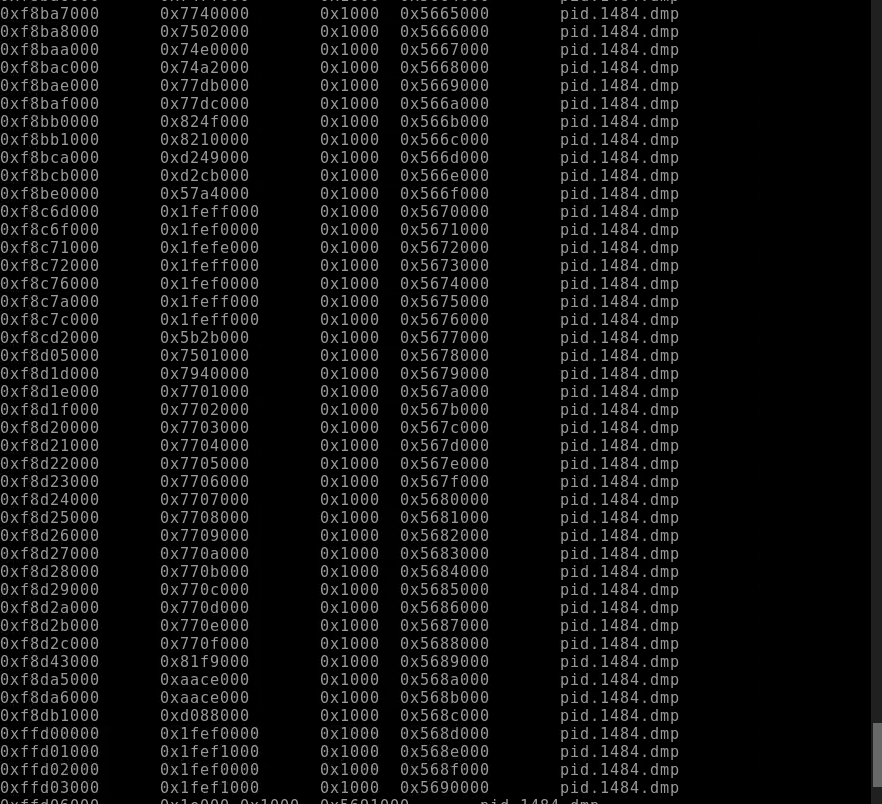 0xf8ba7000 0x7740000 0x1000 0x5665000 pid.1484.dmp
0xf8ba8000 0x7502000 0x1000 0x5666000 pid.1484.dmp
0xf8baa000 0x74e0000 0x1000 0x5667000 pid.1484.dmp
0xf8bac000 0x74a2000 0x1000 0x5668000 pid.1484.dmp
0xf8bae000 0x77db000 0x1000 0x5669000 pid.1484.dmp
0xf8baf000 0x77dc000 0x1000 0x566a000 pid.1484.dmp
0xf8bb0000 0x824f000 0x1000 0x566b000 pid.1484.dmp
0xf8bb1000 0x8210000 0x1000 0x566c000 pid.1484.dmp
0xf8bca000 0xd249000 0x1000 0x566d000 pid.1484.dmp
0xf8bcb000 0xd2cb000 0x1000 0x566e000 pid.1484.dmp
0xf8be0000 0x57a4000 0x1000 0x566f000 pid.1484.dmp
0xf8c6d000 0x1feff000 0x1000 0x5670000 pid.1484.dmp
0xf8c6f000 0x1fef0000 0x1000 0x5671000 pid.1484.dmp
0xf8c71000 0x1fefe000 0x1000 0x5672000 pid.1484.dmp
0xf8c72000 0x1feff000 0x1000 0x5673000 pid.1484.dmp
0xf8c76000 0x1fef0000 0x1000 0x5674000 pid.1484.dmp
0xf8c7a000 0x1feff000 0x1000 0x5675000 pid.1484.dmp
0xf8c7c000 0x1feff000 0x1000 0x5676000 pid.1484.dmp
0xf8cd2000 0x5b2b000 0x1000 0x5677000 pid.1484.dmp
0xf8d05000 0x7501000 0x1000 0x5678000 pid.1484.dmp
0xf8d1d000 0x7940000 0x1000 0x5679000 pid.1484.dmp
0xf8d1e000 0x7701000 0x1000 0x567a000 pid.1484.dmp
0xf8d1f000 0x7702000 0x1000 0x567b000 pid.1484.dmp
0xf8d20000 0x7703000 0x1000 0x567c000 pid.1484.dmp
0xf8d21000 0x7704000 0x1000 0x567d000 pid.1484.dmp
0xf8d22000 0x7705000 0x1000 0x567e000 pid.1484.dmp
0xf8d23000 0x7706000 0x1000 0x567f000 pid.1484.dmp
0xf8d24000 0x7707000 0x1000 0x5680000 pid.1484.dmp
0xf8d25000 0x7708000 0x1000 0x5681000 pid.1484.dmp
0xf8d26000 0x7709000 0x1000 0x5682000 pid.1484.dmp
0xf8d27000 0x770a000 0x1000 0x5683000 pid.1484.dmp
0xf8d28000 0x770b000 0x1000 0x5684000 pid.1484.dmp
0xf8d29000 0x770c000 0x1000 0x5685000 pid.1484.dmp
0xf8d2a000 0x770d000 0x1000 0x5686000 pid.1484.dmp
0xf8d2b000 0x770e000 0x1000 0x5687000 pid.1484.dmp
0xf8d2c000 0x770f000 0x1000 0x5688000 pid.1484.dmp
0xf8d43000 0x81f9000 0x1000 0x5689000 pid.1484.dmp
0xf8da5000 0xaace000 0x1000 0x568a000 pid.1484.dmp
0xf8da6000 0xaace000 0x1000 0x568b000 pid.1484.dmp
0xf8db1000 0xd088000 0x1000 0x568c000 pid.1484.dmp
0xffd00000 0x1fef0000 0x1000 0x568d000 pid.1484.dmp
0xffd01000 0x1fef1000 0x1000 0x568e000 pid.1484.dmp
0xffd02000 0x1fef0000 0x1000 0x568f000 pid.1484.dmp
0xffd03000 0x1fef1000 0x1000 0x5690000 pid.1484.dmp